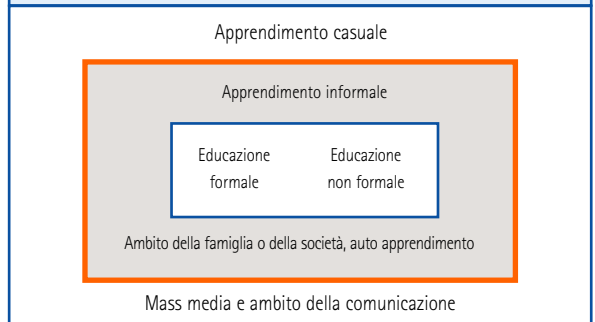 Apprendimento casuale
Apprendimento informale
Educazione formale
Educazione non formale
Ambito della famiglia o della società, auto apprendimento
Mass media e ambito della comunicazione